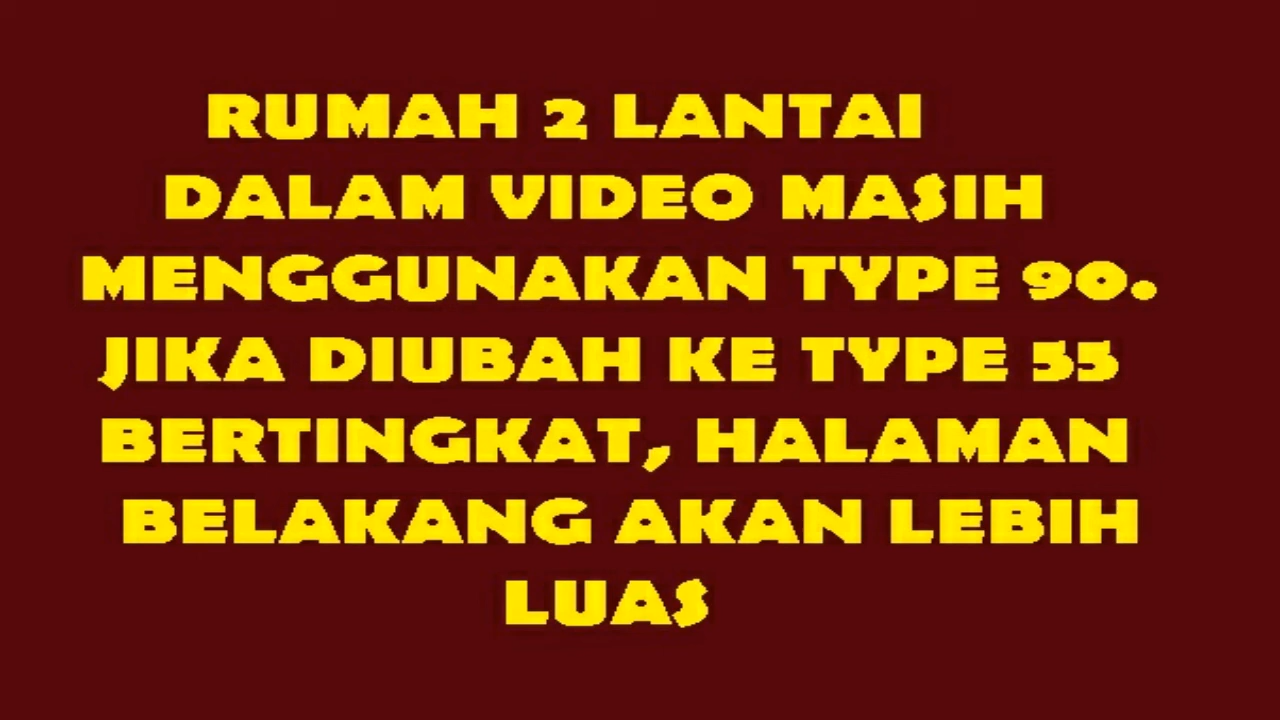 RUMAH 2 LANTAI
DALAM VIDEO MASIH
MENGGUNAKAN TYPE 90.
JIKA DIUBAH KE TYPE 55
BERTINGKAT, HALAMAN
BELAKANG AKAN LEBIH
LUAS